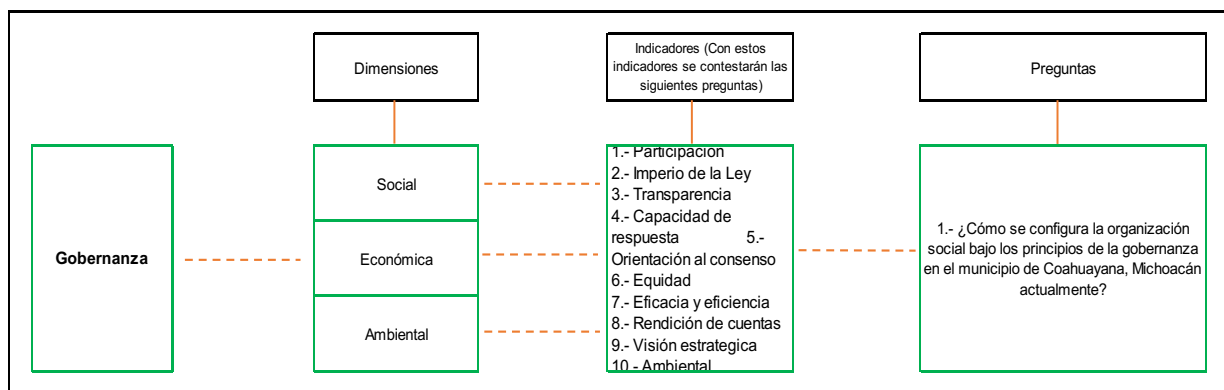 Dimensiones
Indicadores (Con estos
indicadores se contestarán las
siguientes preguntas)
Preguntas
Gobernanza
Social
Económica
Ambiental
1.- Participación
2.- Imperio de la Ley
3.- Transparencia
4.- Capacidad de
respuesta 5.-
Orientación al consenso
6.- Equidad
7.- Eficacia y eficiencia
8.- Rendición de cuentas
9.- Visión estrategica
10.- Ambiental
1.- ¿Cómo se configura la organización
social bajo los principios de la gobernanza
en el municipio de Coahuayana, Michoacán
actualmente?